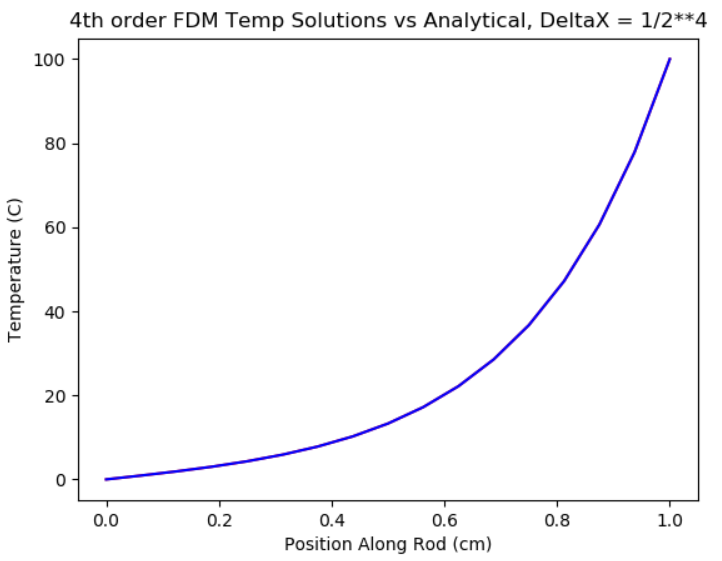 4th order FDM Temp Solutions vs Analytical, DeltaX = 1/2**4
100
80
60
40
20
0
Temperature (C)
0.0 0.2 0.4 0.6 0.8 1.0
Position Along Rod (cm)